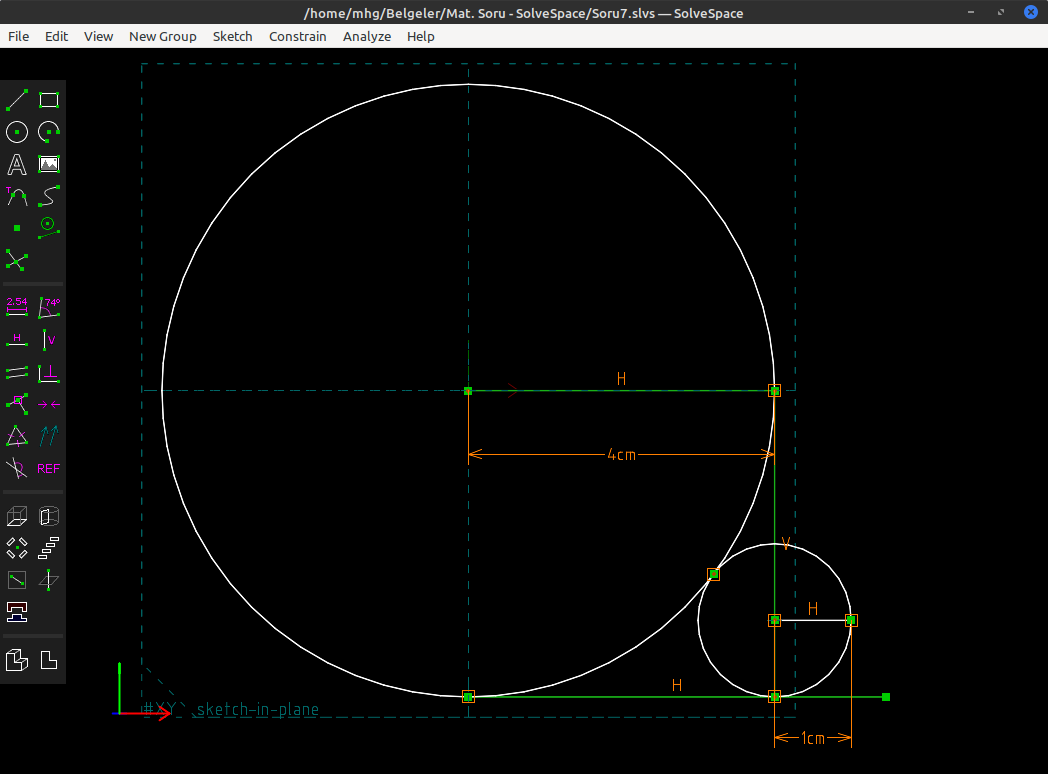 /home/mhg/Belgeler/Mat. Soru - SolveSpace/Soru7.slvs — SolveSpace
File Edit View New Group Sketch Constrain Analyze Help
A
T
2.54 74°
H V
REF
H
4cm
V
H
H
#XY sketch-in-plane
1cm